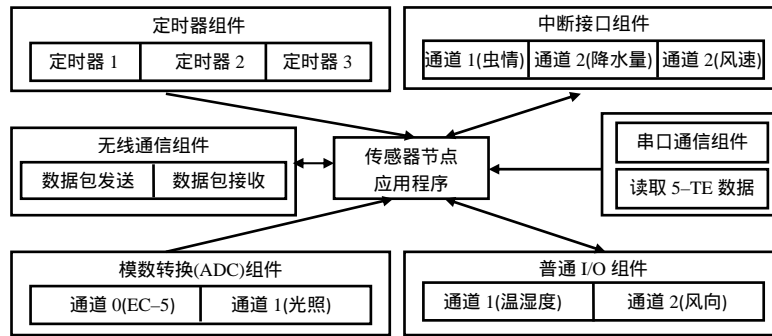 定时器组件
定时器 1
定时器 2
定时器 3
中断接口组件
通道 1(虫情)
通道 2(降水量)
通道 2(风速)
无线通信组件
数据包发送
数据包接收
传感器节点
应用程序
串口通信组件
读取 5–TE 数据
模数转换(ADC)组件
通道 0(EC–5)
通道 1(光照)
普通 I/O 组件
通道 1(温湿度)
通道 2(风向)